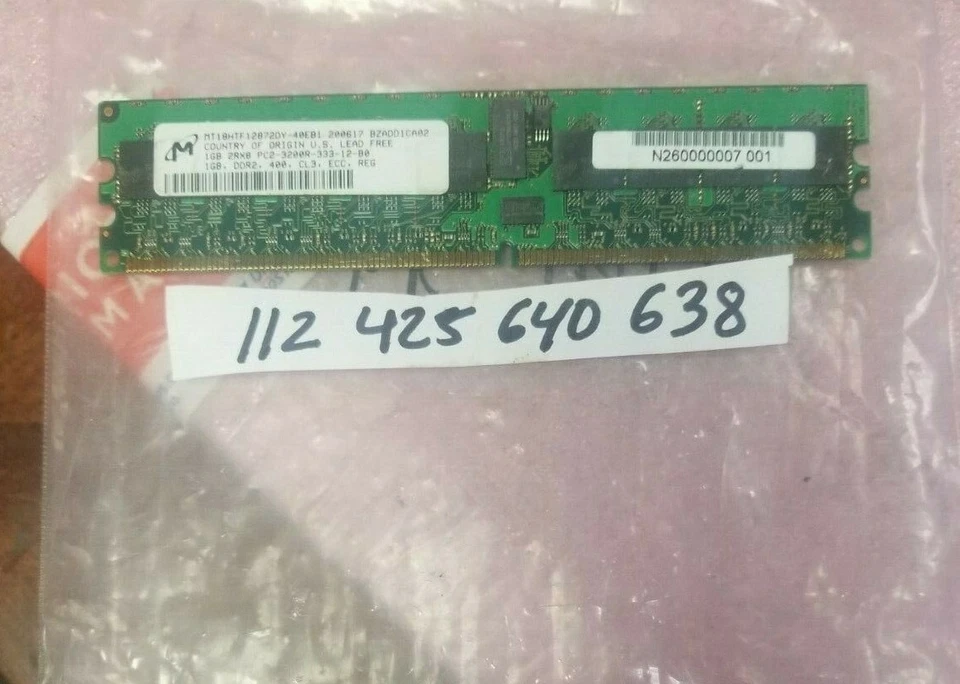 MT18HTF12872DY-40EB1 200617 BZADD1CA02
COUNTRY OF ORIGIN U.S. LEAD FREE
1GB 2RX8 PC2-3200R-333-12-B0
1GB, DDR2, 400, CL3, ECC, REG
N260000007 001
112 425 640 638